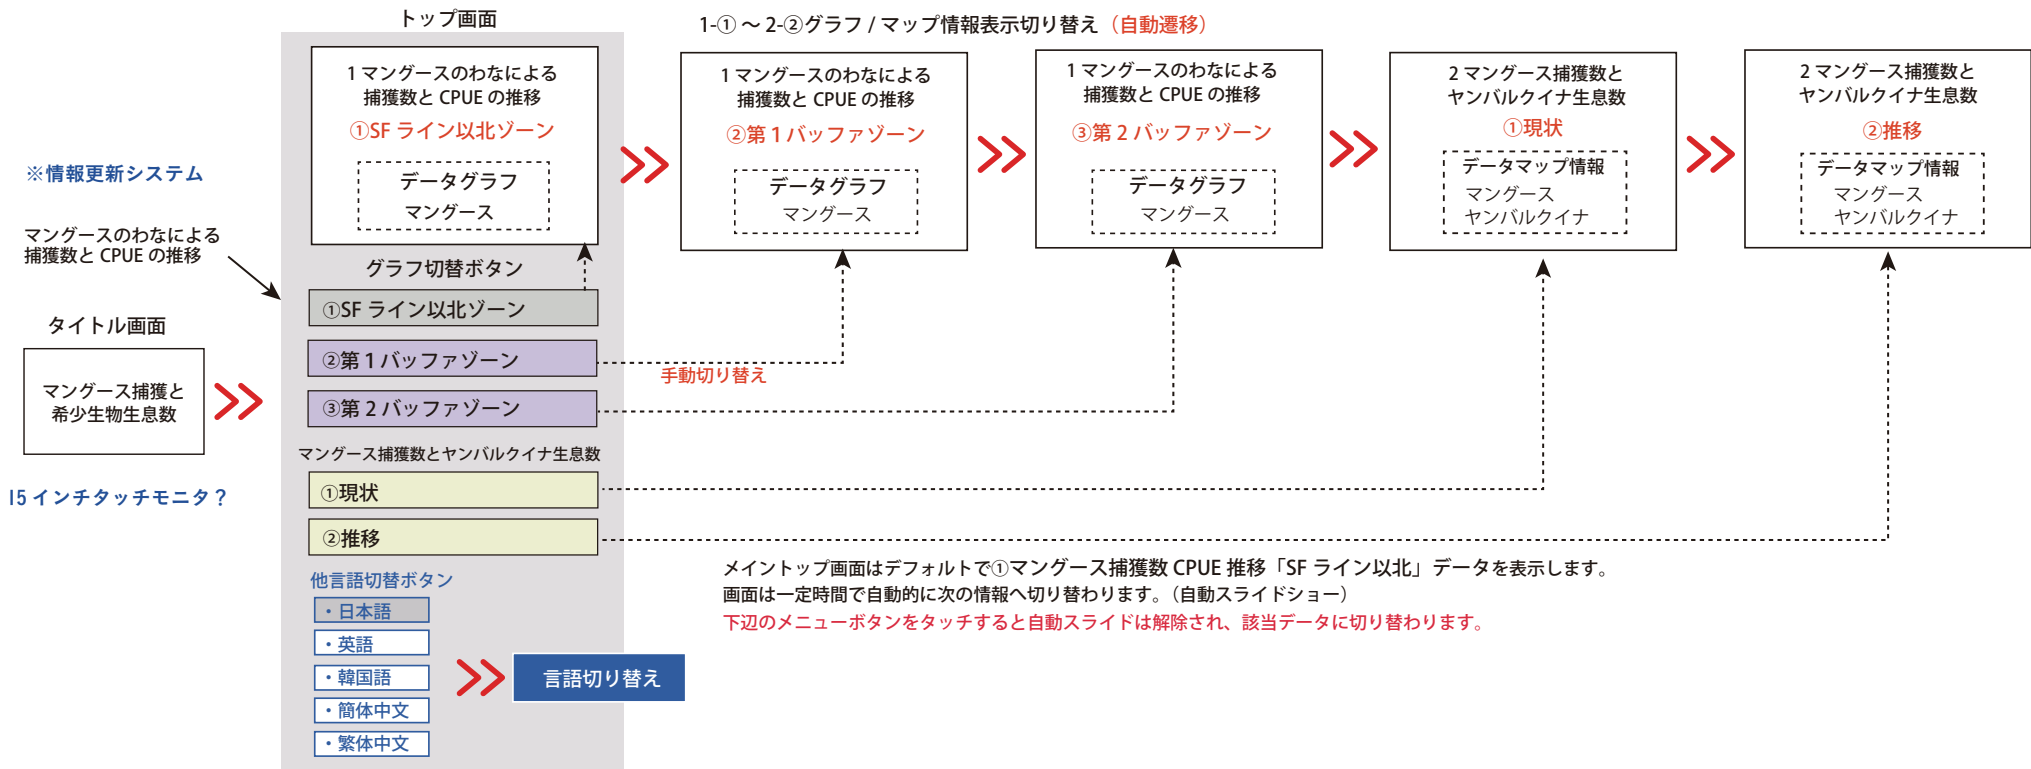 トップ画面
1-① ～ 2-②グラフ / マップ情報表示切り替え（自動遷移）
1 マングースのわなによる
捕獲数と CPUE の推移
①SF ライン以北ゾーン
データグラフ
マングース
1 マングースのわなによる
捕獲数と CPUE の推移
②第 1 バッファゾーン
データグラフ
マングース
1 マングースのわなによる
捕獲数と CPUE の推移
③第 2 バッファゾーン
データグラフ
マングース
2 マングース捕獲数と
ヤンバルクイナ生息数
①現状
データマップ情報
マングース
ヤンバルクイナ
2 マングース捕獲数と
ヤンバルクイナ生息数
②推移
データマップ情報
マングース
ヤンバルクイナ
※情報更新システム
マングースのわなによる
捕獲数と CPUE の推移
タイトル画面
マングース捕獲と
希少生物生息数
15 インチタッチモニタ？
グラフ切替ボタン
①SF ライン以北ゾーン
②第 1 バッファゾーン
③第 2 バッファゾーン
手動切り替え
マングース捕獲数とヤンバルクイナ生息数
①現状
②推移
他言語切替ボタン
・日本語
・英語
・韓国語
・簡体中文
・繁体中文
言語切り替え
メイントップ画面はデフォルトで①マングース捕獲数 CPUE 推移「SF ライン以北」データを表示します。
画面は一定時間で自動的に次の情報へ切り替わります。（自動スライドショー）
下辺のメニューボタンをタッチすると自動スライドは解除され、該当データに切り替わります。